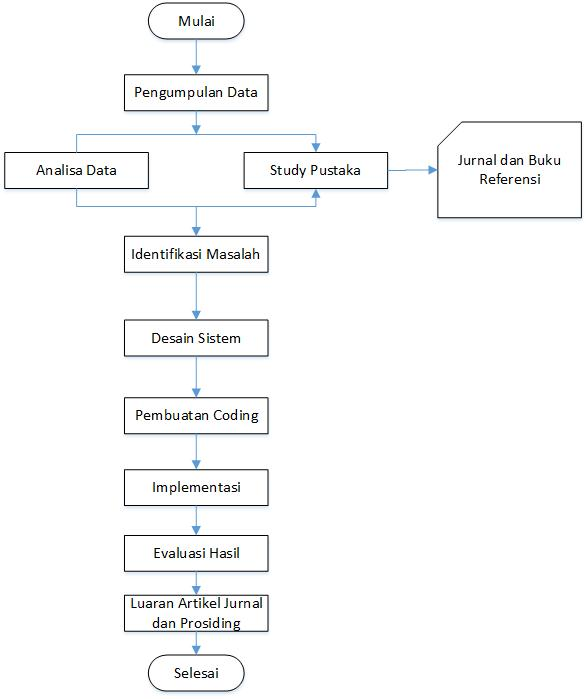 Mulai
Pengumpulan Data
Analisa Data
Study Pustaka
Jurnal dan Buku
Referensi
Identifikasi Masalah
Desain Sistem
Pembuatan Coding
Implementasi
Evaluasi Hasil
Luaran Artikel Jurnal
dan Prosiding
Selesai